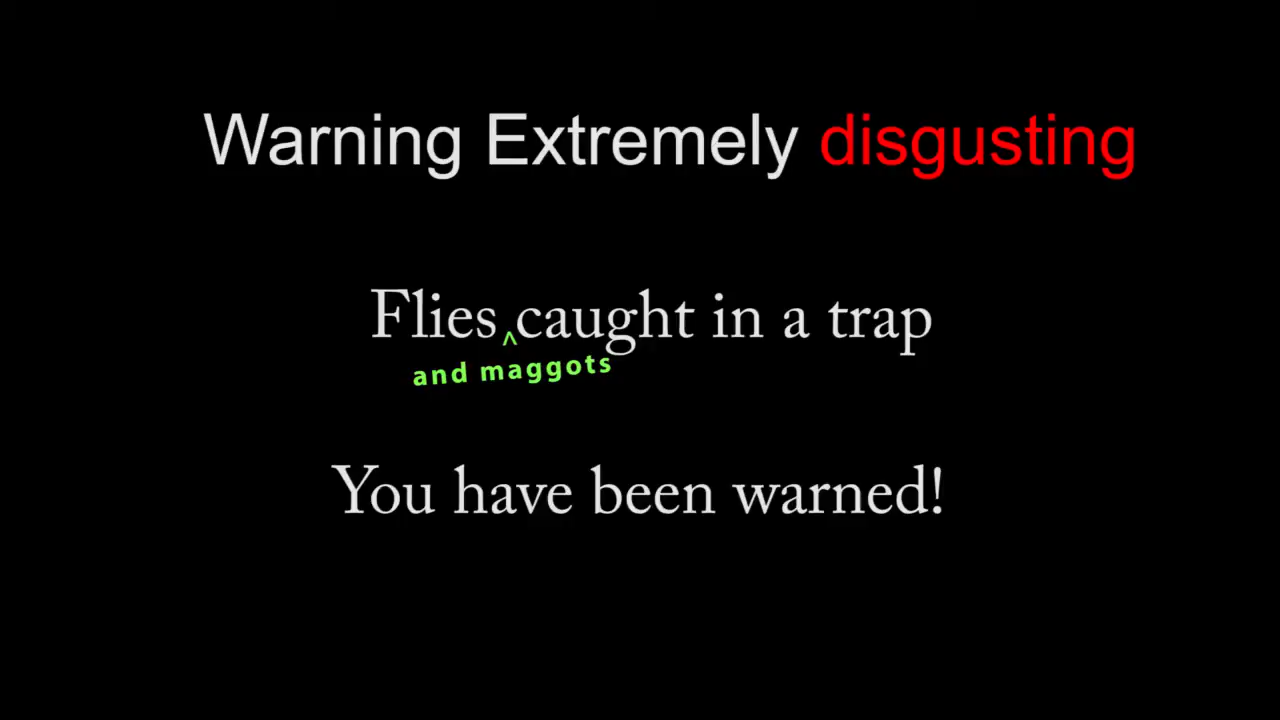 Warning Extremely disgusting
Flies ^ caught in a trap
and maggots
You have been warned!